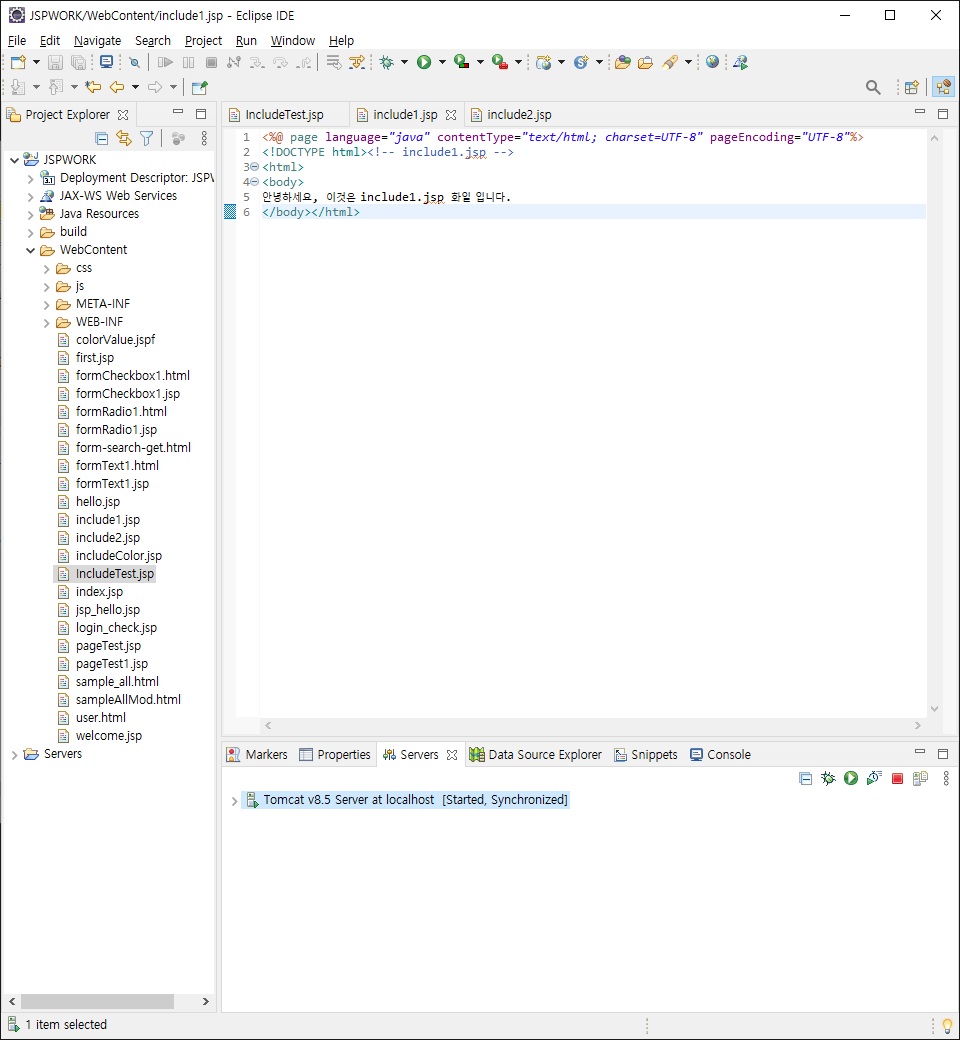 JSPWORK/WebContent/include1.jsp - Eclipse IDE
File Edit Navigate Search Project Run Window Help
Project Explorer
JSPWORK
Deployment Descriptor: JSPW
JAX-WS Web Services
Java Resources
build
WebContent
css
js
META-INF
WEB-INF
colorValue.jspf
first.jsp
formCheckbox1.html
formCheckbox1.jsp
formRadio1.html
formRadio1.jsp
form-search-get.html
formText1.html
formText1.jsp
hello.jsp
include1.jsp
include2.jsp
includeColor.jsp
IncludeTest.jsp
index.jsp
jsp_hello.jsp
login_check.jsp
pageTest.jsp
pageTest1.jsp
sample_all.html
sampleAllMod.html
user.html
welcome.jsp
Servers
IncludeTest.jsp include1.jsp include2.jsp
1 <%@ page language="java" contentType="text/html; charset=UTF-8" pageEncoding="UTF-8"%>
2 <!DOCTYPE html><!-- include1.jsp -->
3 <html>
4 <body>
5 안녕하세요, 이것은 include1.jsp 화일 입니다.
6 </body></html>
Markers Properties Servers Data Source Explorer Snippets Console
Tomcat v8.5 Server at localhost [Started, Synchronized]
1 item selected